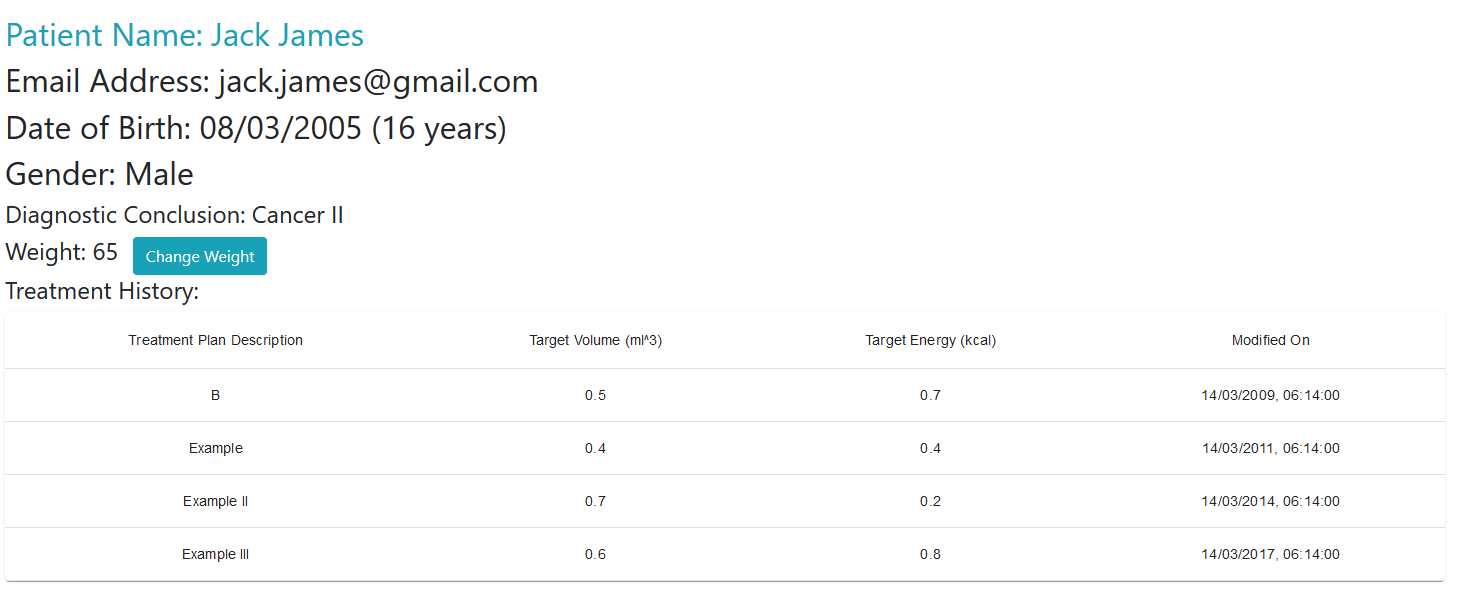 Patient Name: Jack James
Email Address: jack.james@gmail.com
Date of Birth: 08/03/2005 (16 years)
Gender: Male
Diagnostic Conclusion: Cancer II
Weight: 65 Change Weight
Treatment History:
Treatment Plan Description Target Volume (ml^3) Target Energy (kcal) Modified On
B 0.5 0.7 14/03/2009, 06:14:00
Example 0.4 0.4 14/03/2011, 06:14:00
Example II 0.7 0.2 14/03/2014, 06:14:00
Example III 0.6 0.8 14/03/2017, 06:14:00